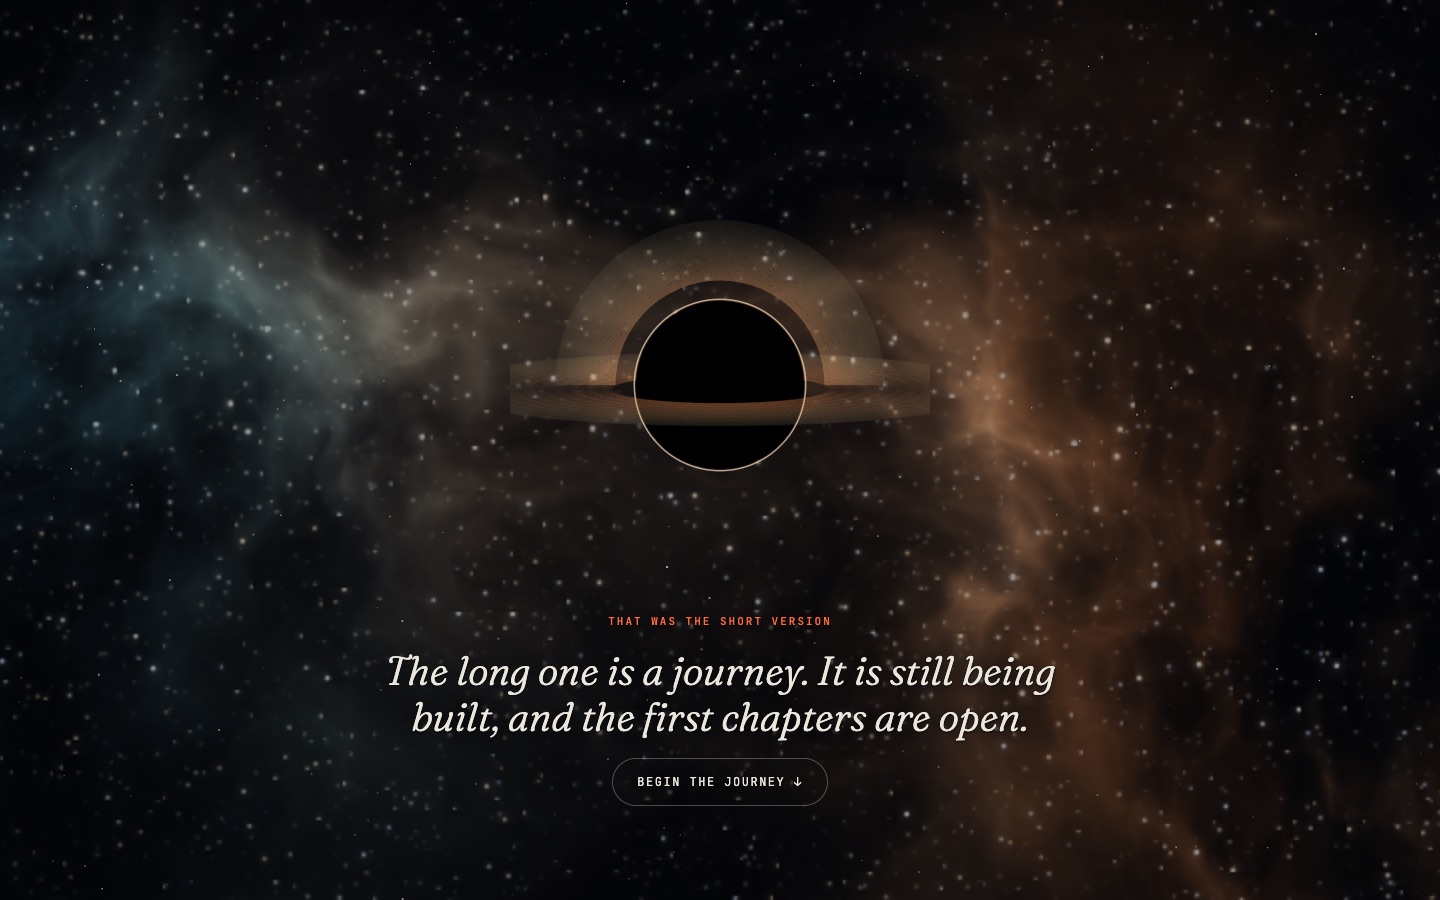 THAT WAS THE SHORT VERSION
The long one is a journey. It is still being
built, and the first chapters are open.
BEGIN THE JOURNEY ↓